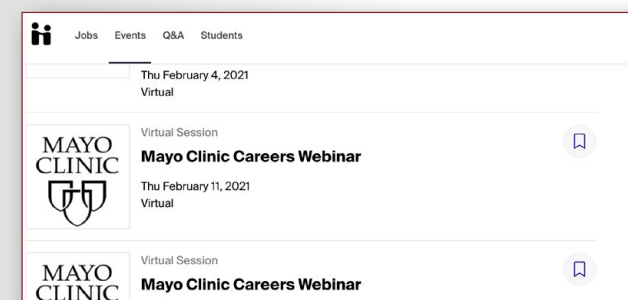 Jobs Events Q&A Students
Thu February 4, 2021
Virtual
MAYO
CLINIC
Virtual Session
Mayo Clinic Careers Webinar
Thu February 11, 2021
Virtual
MAYO
CLINIC
Virtual Session
Mayo Clinic Careers Webinar